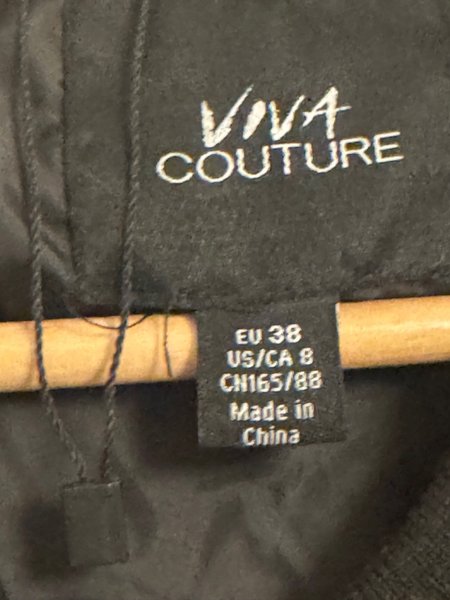 VIVA
COUTURE
EU 38
US/CA 8
CN165/88
Made in
China